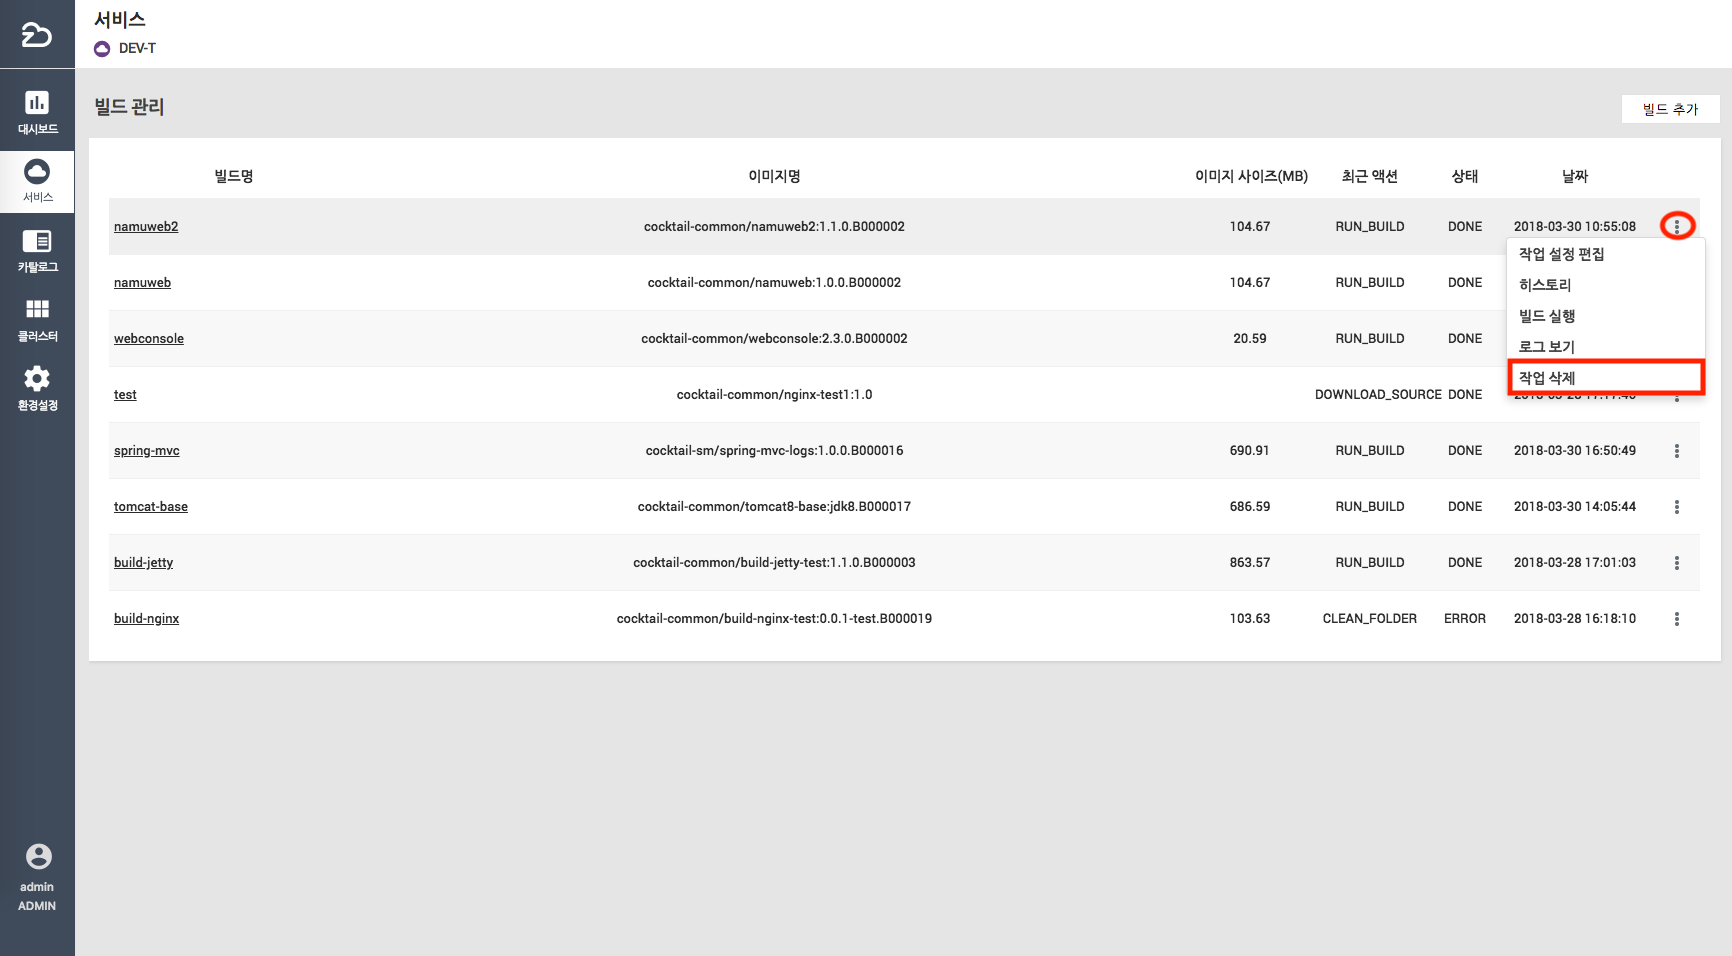 서비스
DEV-T
대시보드
서비스
카탈로그
클러스터
환경설정
admin
ADMIN
빌드 관리
빌드 추가
빌드명 이미지명 이미지 사이즈(MB) 최근 액션 상태 날짜
namuweb2 cocktail-common/namuweb2:1.1.0.B000002 104.67 RUN_BUILD DONE 2018-03-30 10:55:08
namuweb cocktail-common/namuweb:1.0.0.B000002 104.67 RUN_BUILD DONE
webconsole cocktail-common/webconsole:2.3.0.B000002 20.59 RUN_BUILD DONE
test cocktail-common/nginx-test1:1.0 DOWNLOAD_SOURCE DONE
spring-mvc cocktail-sm/spring-mvc-logs:1.0.0.B000016 690.91 RUN_BUILD DONE 2018-03-30 16:50:49
tomcat-base cocktail-common/tomcat8-base:jdk8.B000017 686.59 RUN_BUILD DONE 2018-03-30 14:05:44
build-jetty cocktail-common/build-jetty-test:1.1.0.B000003 863.57 RUN_BUILD DONE 2018-03-28 17:01:03
build-nginx cocktail-common/build-nginx-test:0.0.1-test.B000019 103.63 CLEAN_FOLDER ERROR 2018-03-28 16:18:10
작업 설정 편집
히스토리
빌드 실행
로그 보기
작업 삭제